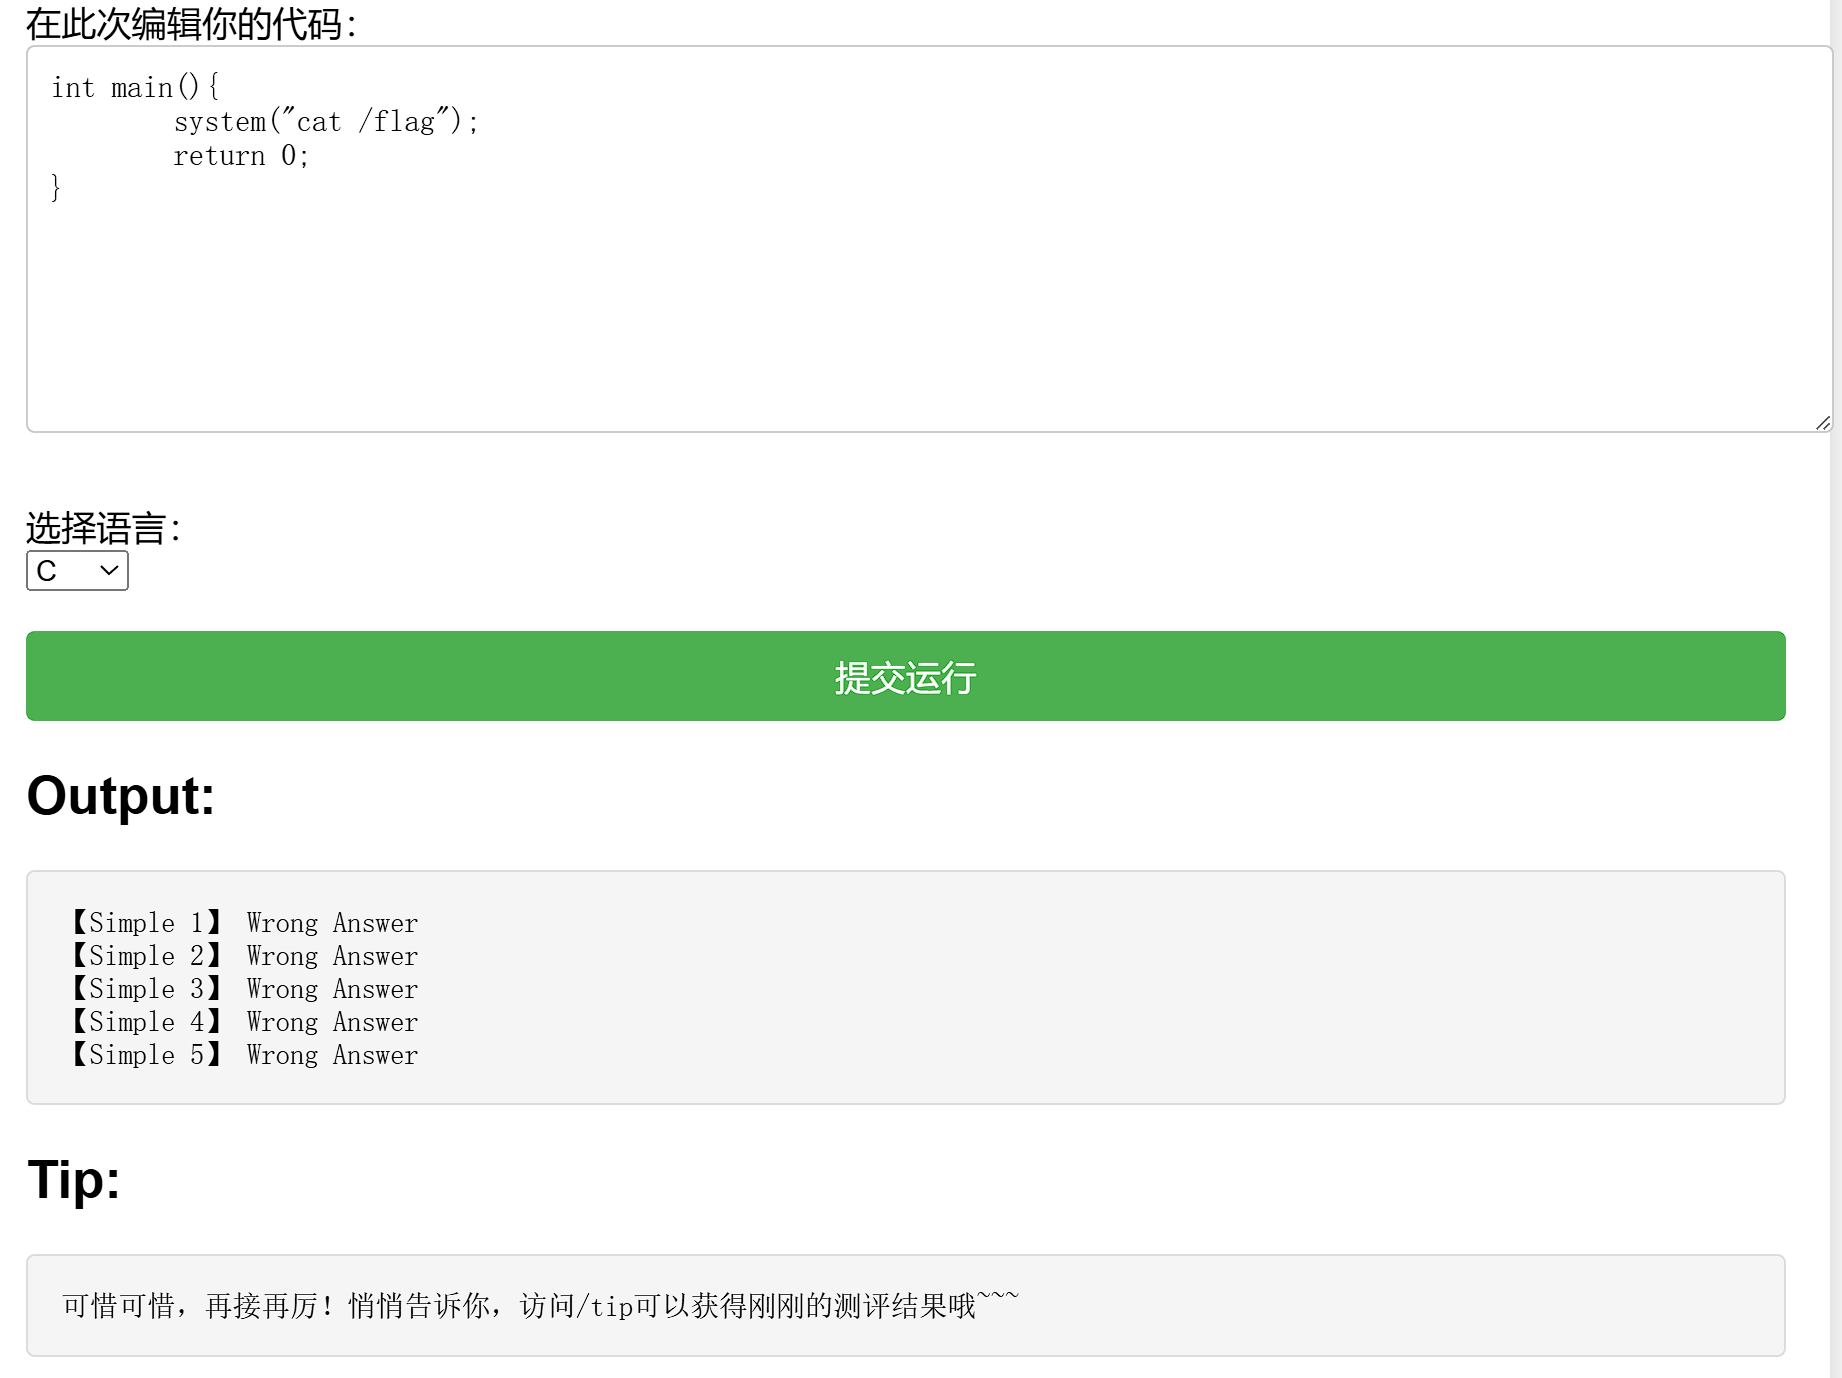 在此次编辑你的代码：
int main(){
        system("cat /flag");
        return 0;
}
选择语言：
C
提交运行
Output:
【Simple 1】 Wrong Answer
【Simple 2】 Wrong Answer
【Simple 3】 Wrong Answer
【Simple 4】 Wrong Answer
【Simple 5】 Wrong Answer
Tip:
可惜可惜，再接再厉！悄悄告诉你，访问/tip可以获得刚刚的测评结果哦~~~